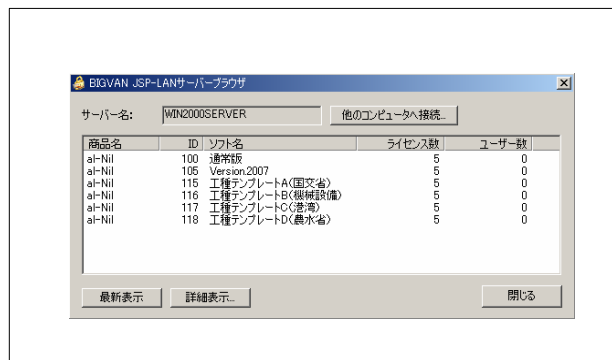 BIGVAN JSP-LANサーバーブラウザ
サーバー名: WIN2000SERVER 他のコンピュータへ接続...
商品名 ID ソフト名 ライセンス数 ユーザー数
al-Nil 100 通常版 5 0
al-Nil 105 Version.2007 5 0
al-Nil 115 工種テンプレートA(国交省) 5 0
al-Nil 116 工種テンプレートB(機械設備) 5 0
al-Nil 117 工種テンプレートC(港湾) 5 0
al-Nil 118 工種テンプレートD(農水省) 5 0
最新表示 詳細表示... 閉じる